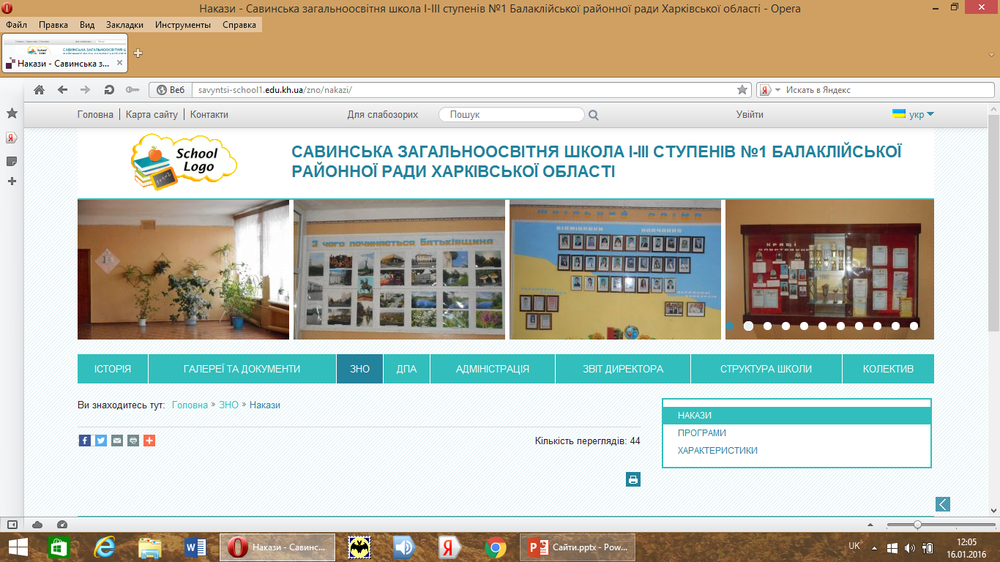 Накази - Савинська загальноосвітня школа І-ІІІ ступенів №1 Балаклійської районної ради Харківської області - Opera
Файл Правка Вид Закладки Инструменты Справка
Накази - Савинська з...
Веб savyntsi-school1.edu.kh.ua/zno/nakazi/ Искать в Яндекс
Головна Карта сайту Контакти Для слабозорих Пошук Увійти укр
School Logo
САВИНСЬКА ЗАГАЛЬНООСВІТНЯ ШКОЛА І-ІІІ СТУПЕНІВ №1 БАЛАКЛІЙСЬКОЇ
РАЙОННОЇ РАДИ ХАРКІВСЬКОЇ ОБЛАСТІ
З чого починається Батьківщина
відмінники навчання
кращі
спортсмени
ІСТОРІЯ ГАЛЕРЕЇ ТА ДОКУМЕНТИ ЗНО ДПА АДМІНІСТРАЦІЯ ЗВІТ ДИРЕКТОРА СТРУКТУРА ШКОЛИ КОЛЕКТИВ
Ви знаходитесь тут: Головна » ЗНО » Накази
Кількість переглядів: 44
НАКАЗИ
ПРОГРАМИ
ХАРАКТЕРИСТИКИ
Накази - Савинс...
Сайти.pptx - Pow...
UK
12:05
16.01.2016